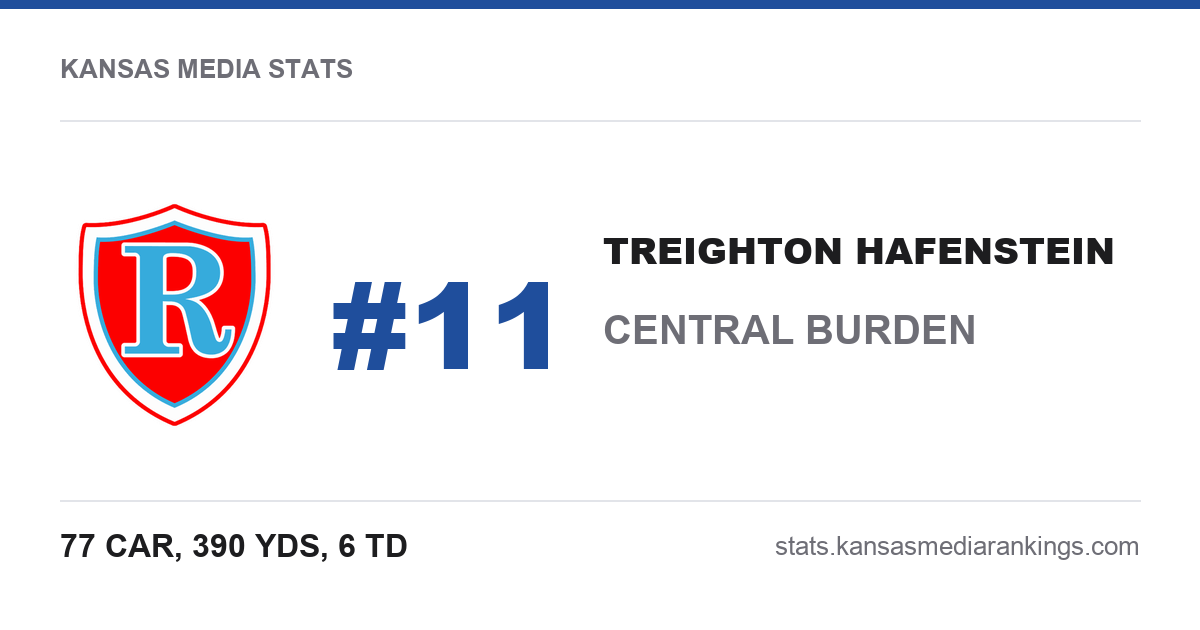 KANSAS MEDIA STATS
R
#11
TREIGHTON HAFENSTEIN
CENTRAL BURDEN
77 CAR, 390 YDS, 6 TD
stats.kansasmediarankings.com